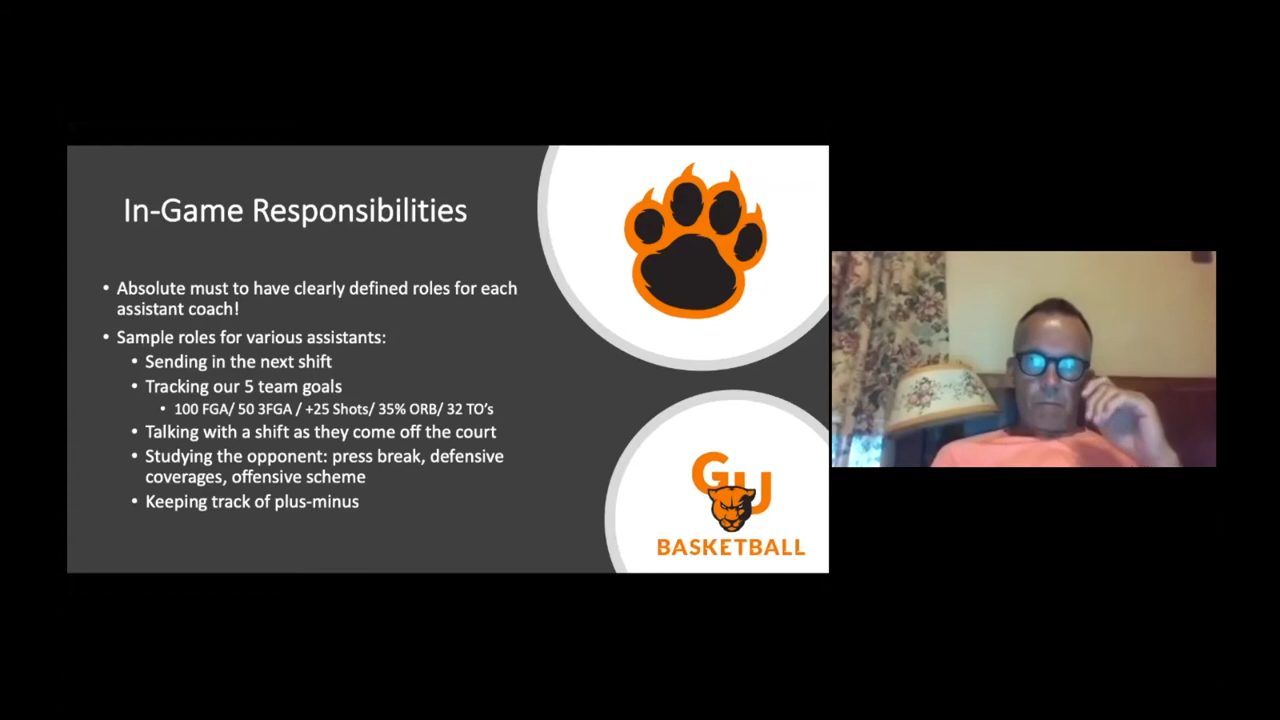 In-Game Responsibilities
• Absolute must to have clearly defined roles for each
assistant coach!
• Sample roles for various assistants:
• Sending in the next shift
• Tracking our 5 team goals
• 100 FGA/ 50 3FGA / +25 Shots/ 35% ORB/ 32 TO's
• Talking with a shift as they come off the court
• Studying the opponent: press break, defensive
coverages, offensive scheme
• Keeping track of plus-minus
GU
BASKETBALL